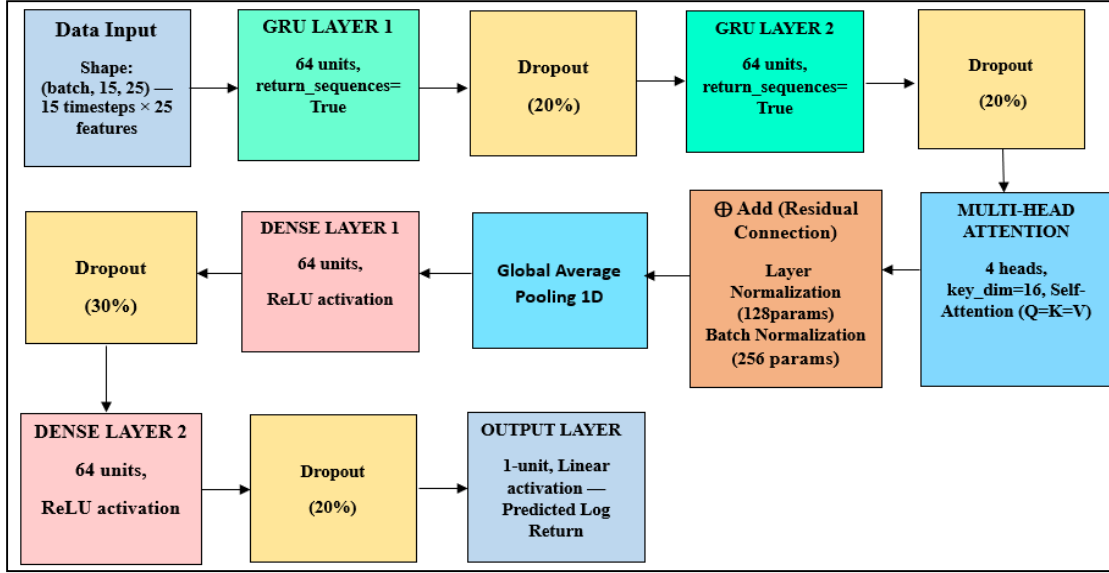 Data Input
Shape:
(batch, 15, 25) —
15 timesteps × 25
features
GRU LAYER 1
64 units,
return_sequences=
True
Dropout
(20%)
GRU LAYER 2
64 units,
return_sequences=
True
Dropout
(20%)
MULTI-HEAD
ATTENTION
4 heads,
key_dim=16, Self-
Attention (Q=K=V)
⊕ Add (Residual
Connection)
Layer
Normalization
(128params)
Batch Normalization
(256 params)
Global Average
Pooling 1D
DENSE LAYER 1
64 units,
ReLU activation
Dropout
(30%)
DENSE LAYER 2
64 units,
ReLU activation
Dropout
(20%)
OUTPUT LAYER
1-unit, Linear
activation —
Predicted Log
Return